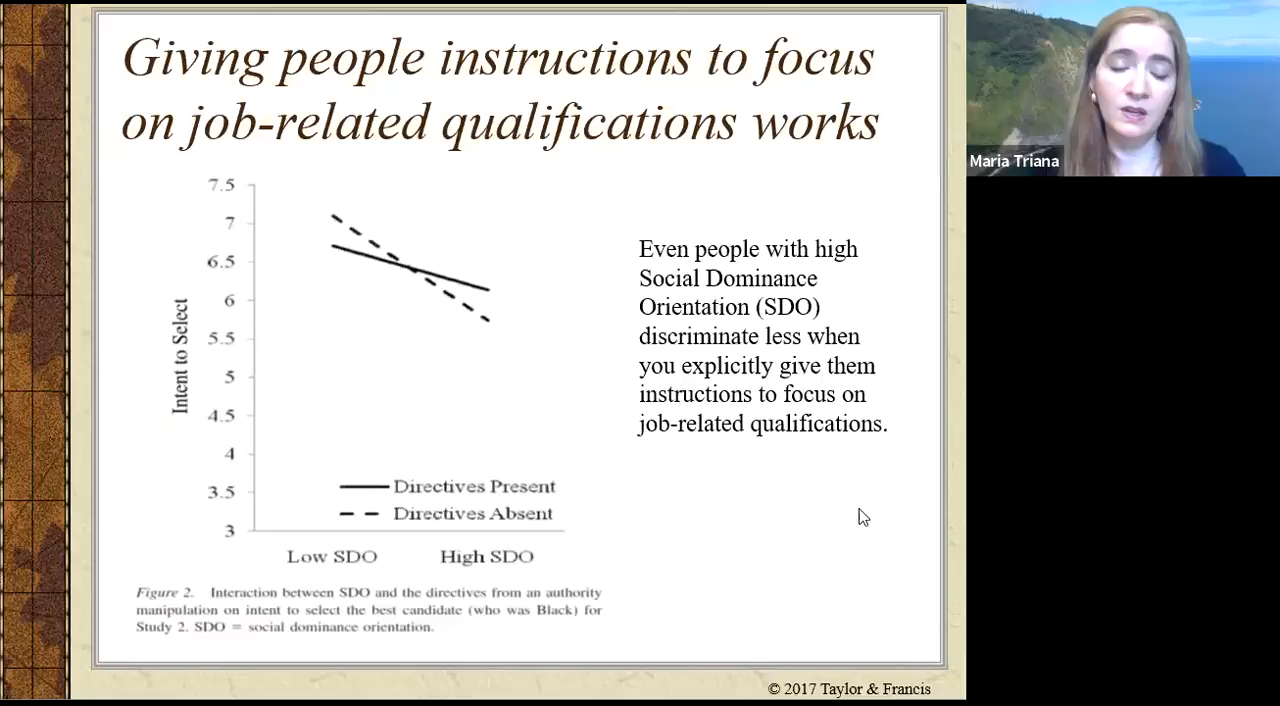 Giving people instructions to focus
on job-related qualifications works
Maria Triana
7.5
7
6.5
6
5.5
5
4.5
4
3.5
3
Intent to Select
Directives Present
Directives Absent
Low SDO High SDO
Figure 2. Interaction between SDO and the directives from an authority
manipulation on intent to select the best candidate (who was Black) for
Study 2. SDO = social dominance orientation.
Even people with high
Social Dominance
Orientation (SDO)
discriminate less when
you explicitly give them
instructions to focus on
job-related qualifications.
© 2017 Taylor & Francis